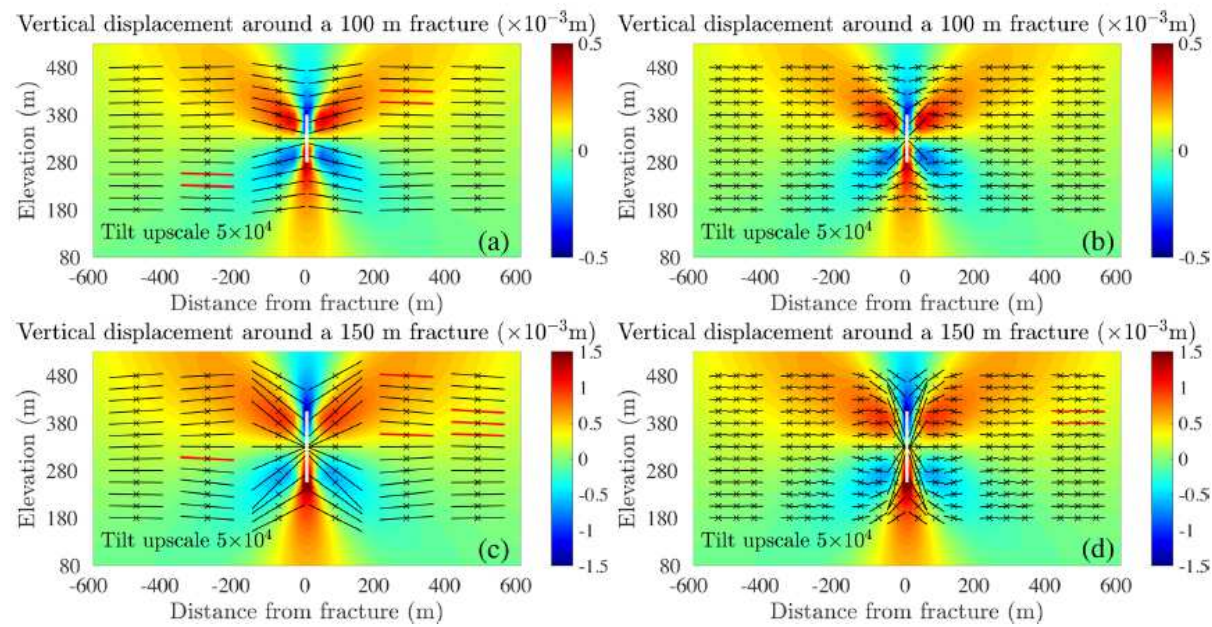 Vertical displacement around a 100 m fracture (×10⁻³m)
480
380
280
180
80
Elevation (m)
-600 -400 -200 0 200 400 600
Distance from fracture (m)
0.5
0
-0.5
Tilt upscale 5×10⁴
(a)
Vertical displacement around a 100 m fracture (×10⁻³m)
480
380
280
180
80
Elevation (m)
-600 -400 -200 0 200 400 600
Distance from fracture (m)
0.5
0
-0.5
Tilt upscale 5×10⁴
(b)
Vertical displacement around a 150 m fracture (×10⁻³m)
480
380
280
180
80
Elevation (m)
-600 -400 -200 0 200 400 600
Distance from fracture (m)
1.5
1
0.5
0
-0.5
-1
-1.5
Tilt upscale 5×10⁴
(c)
Vertical displacement around a 150 m fracture (×10⁻³m)
480
380
280
180
80
Elevation (m)
-600 -400 -200 0 200 400 600
Distance from fracture (m)
1.5
1
0.5
0
-0.5
-1
-1.5
Tilt upscale 5×10⁴
(d)